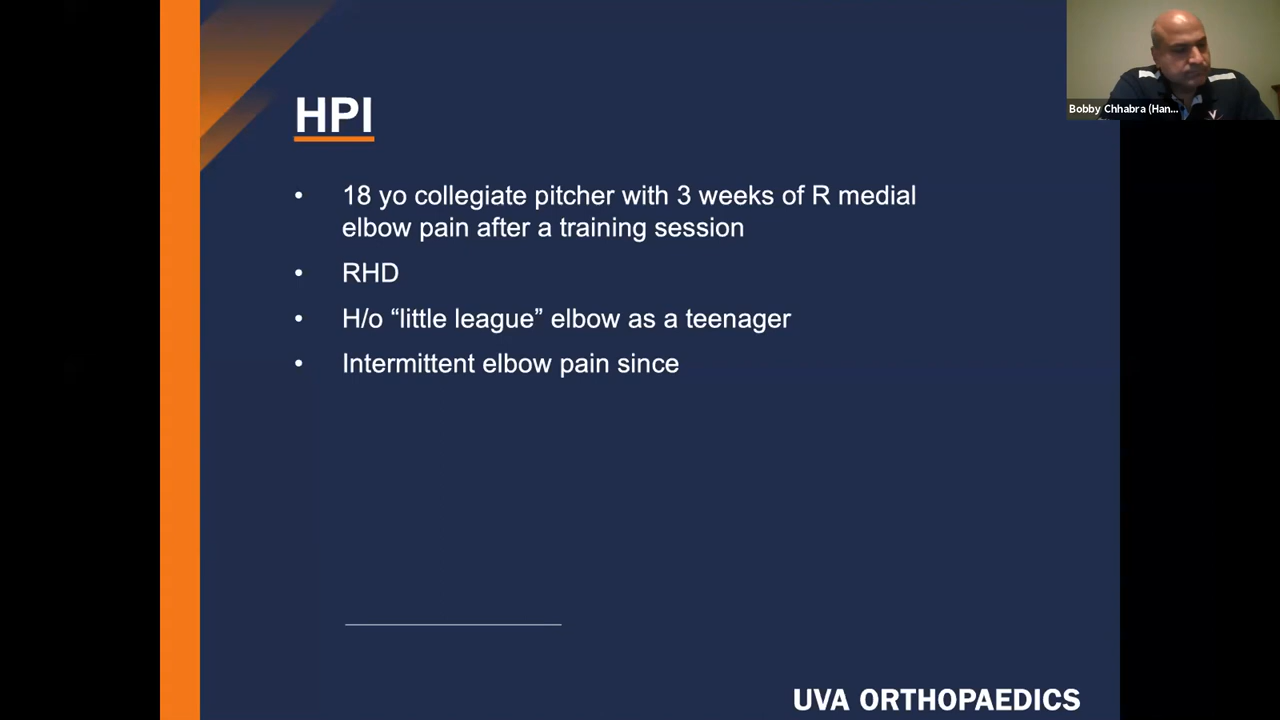 HPI
Bobby Chhabra (Han...
• 18 yo collegiate pitcher with 3 weeks of R medial
elbow pain after a training session
• RHD
• H/o “little league” elbow as a teenager
• Intermittent elbow pain since
UVA ORTHOPAEDICS